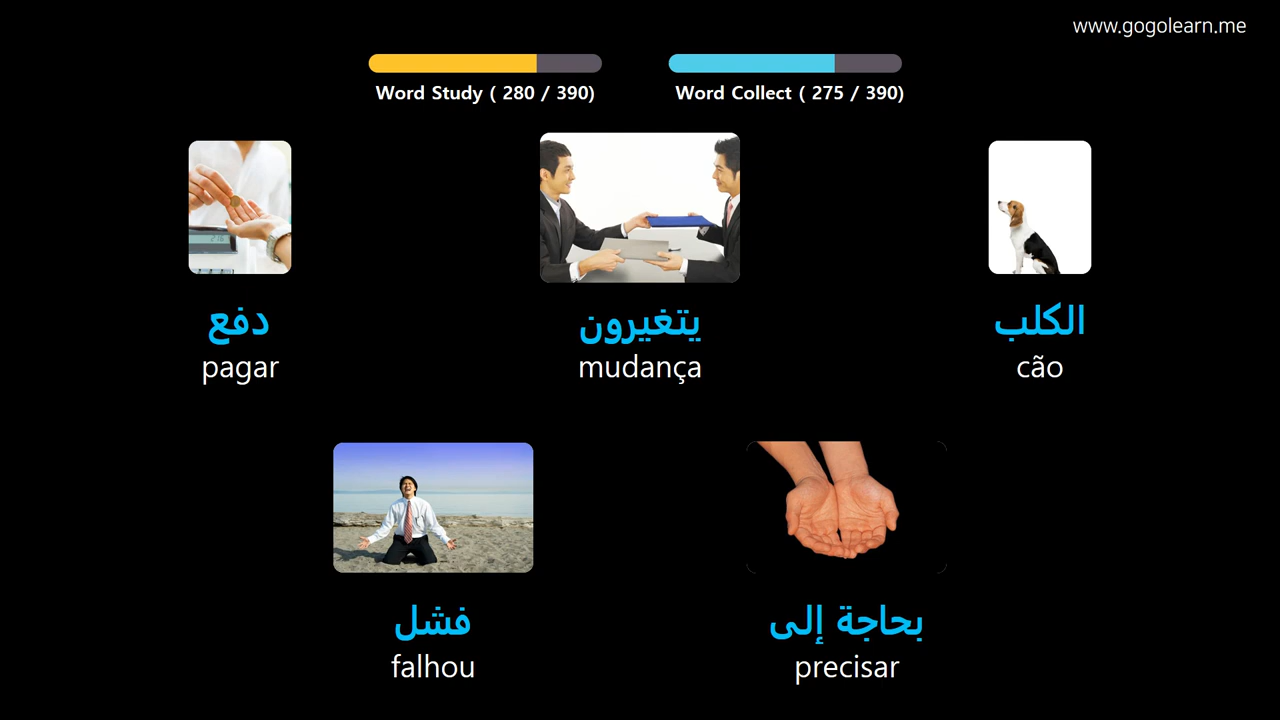 www.gogolearn.me
Word Study ( 280 / 390)
Word Collect ( 275 / 390)
دفع
pagar
يتغيرون
mudança
الكلب
cão
فشل
falhou
بحاجة إلى
precisar